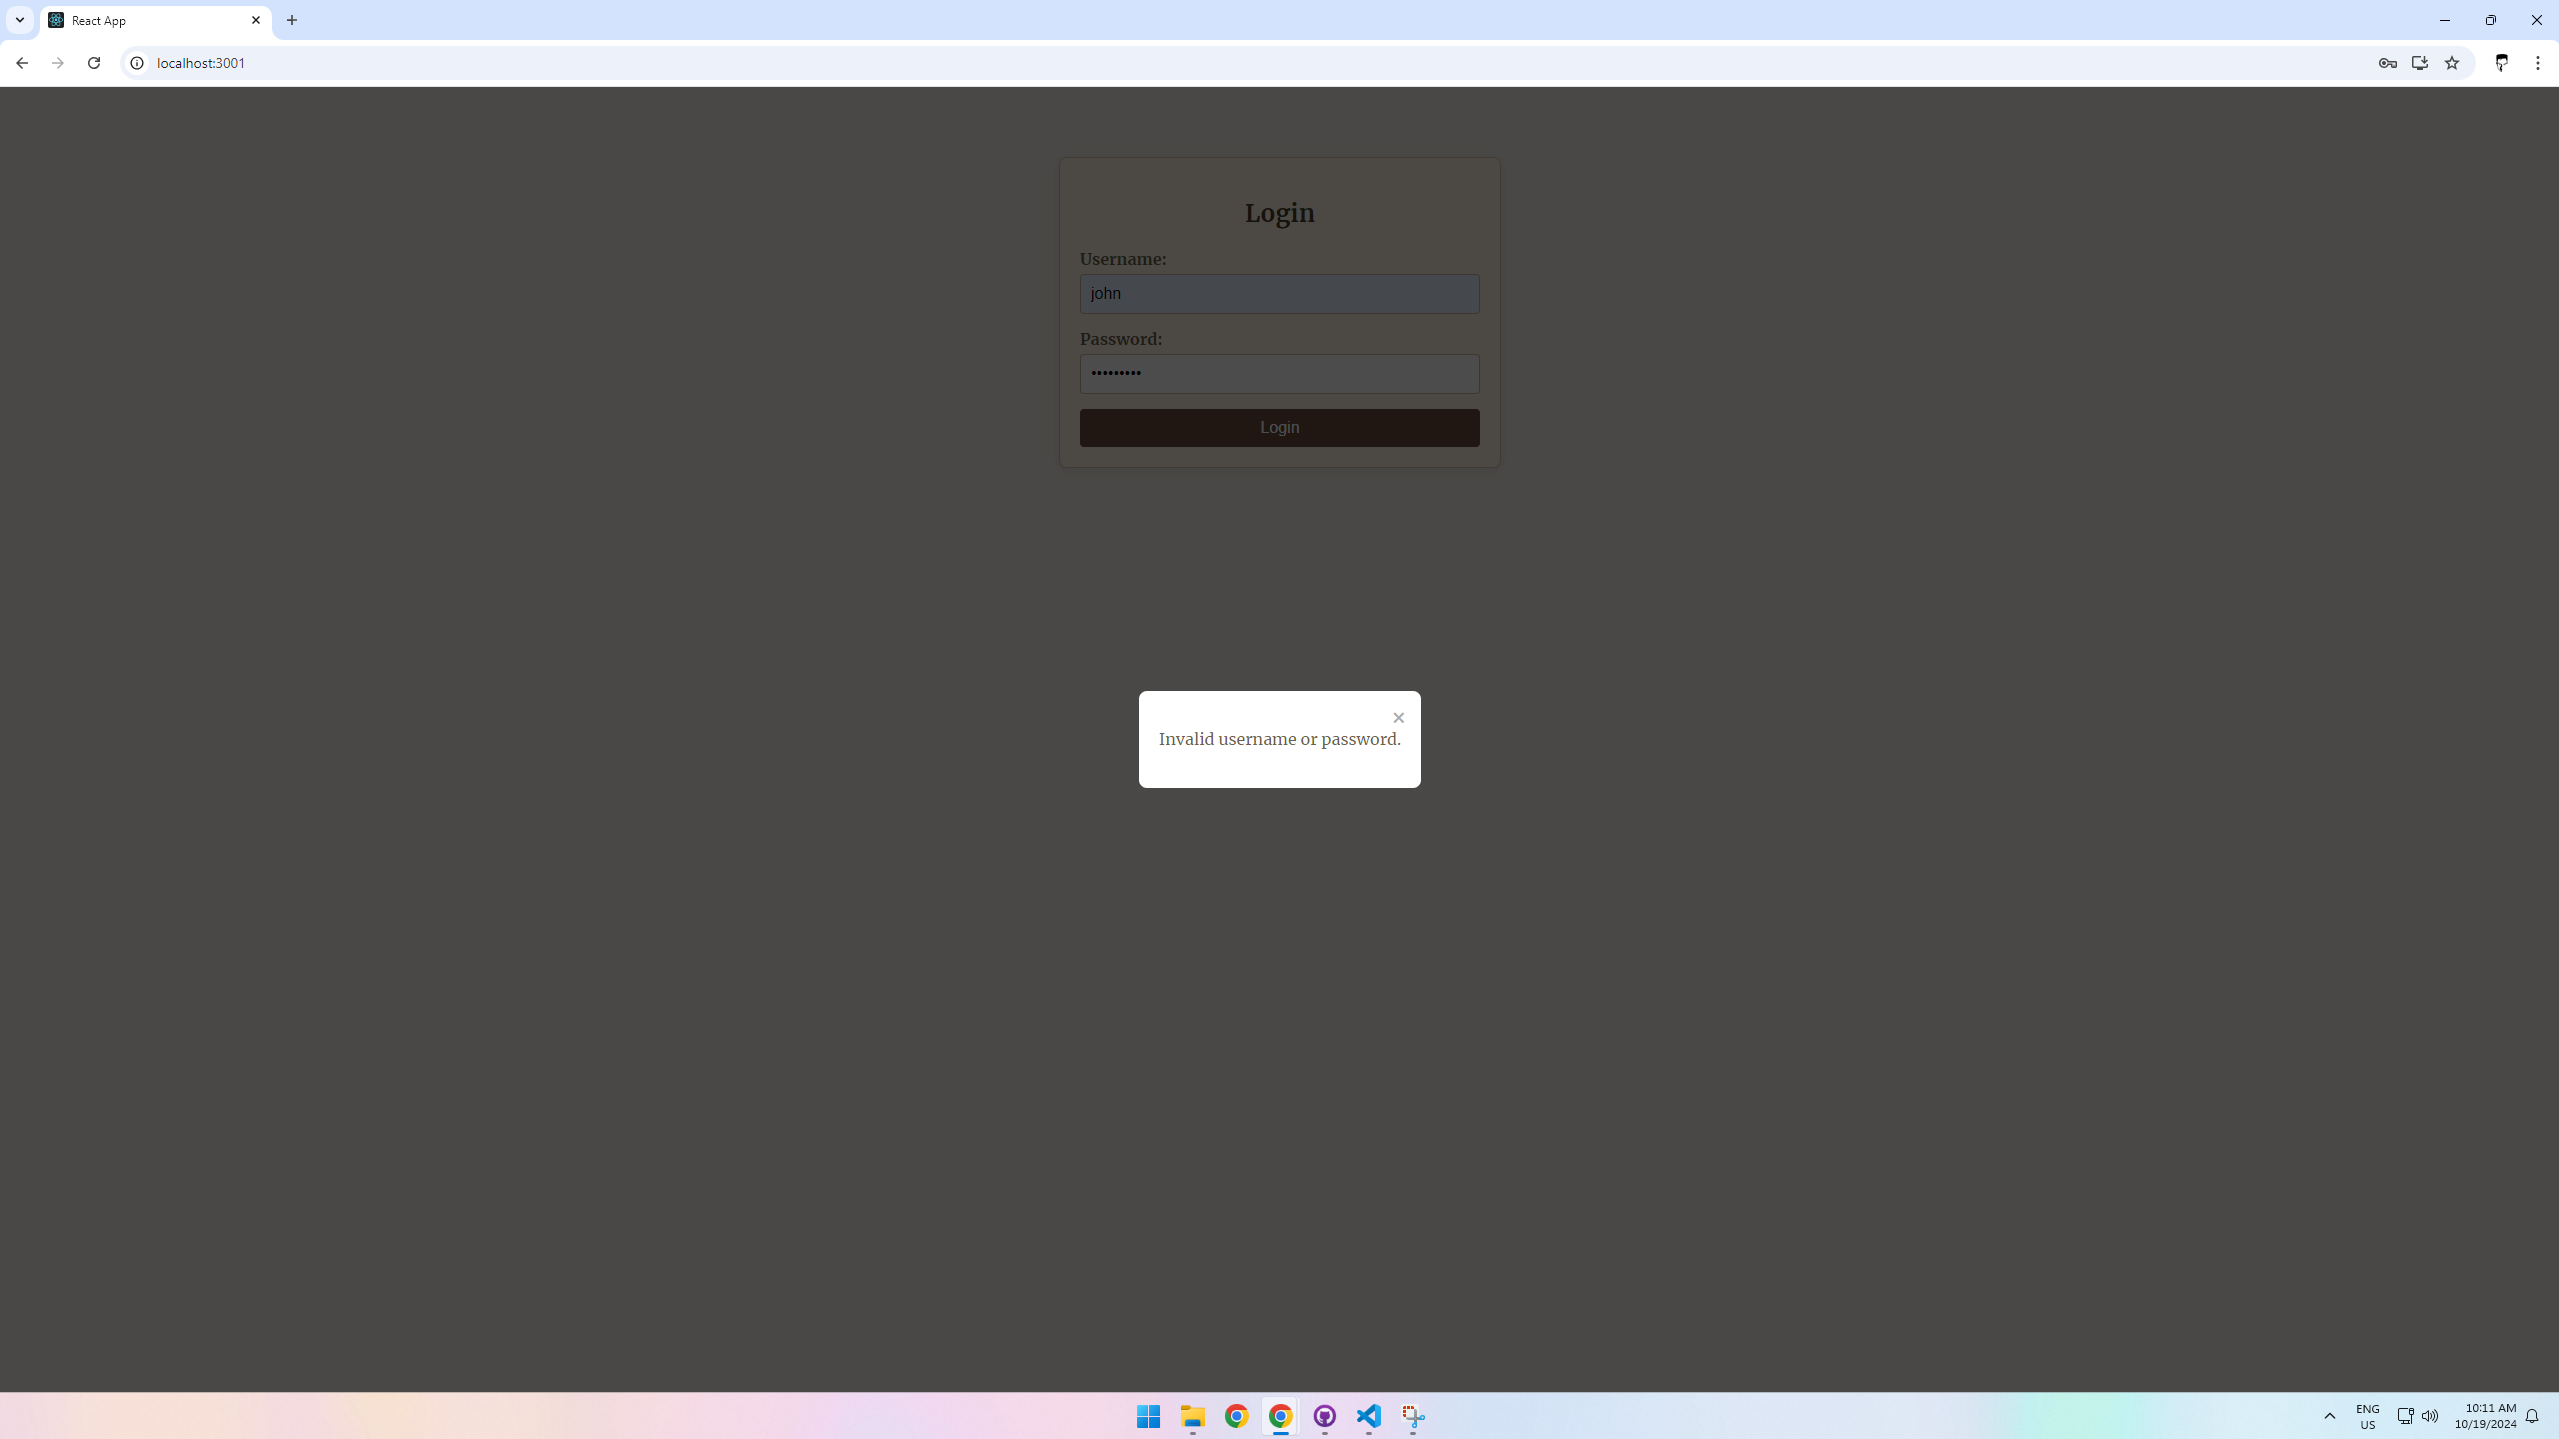 React App
localhost:3001
Login
Username:
john
Password:
•••••••••
Login
Invalid username or password.
ENG
US
10:11 AM
10/19/2024